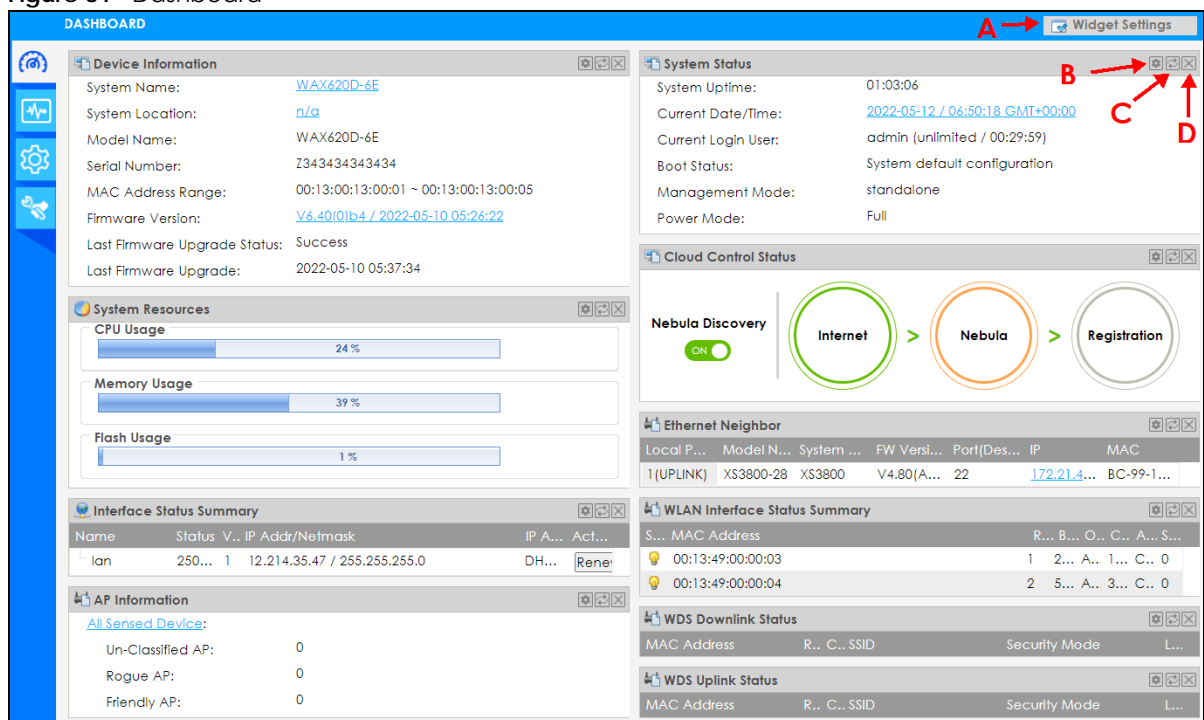 Dashboard
DASHBOARD
A
Widget Settings
Device Information
System Name: WAX620D-6E
System Location: n/a
Model Name: WAX620D-6E
Serial Number: Z343434343434
MAC Address Range: 00:13:00:13:00:01 ~ 00:13:00:13:00:05
Firmware Version: V6.40(0)b4 / 2022-05-10 05:26:22
Last Firmware Upgrade Status: Success
Last Firmware Upgrade: 2022-05-10 05:37:34
System Resources
CPU Usage
24 %
Memory Usage
39 %
Flash Usage
1 %
Interface Status Summary
Name Status V.. IP Addr/Netmask IP A... Act...
lan 250... 1 12.214.35.47 / 255.255.255.0 DH... Rene
AP Information
All Sensed Device:
Un-Classified AP: 0
Rogue AP: 0
Friendly AP: 0
System Status
B
C
D
System Uptime: 01:03:06
Current Date/Time: 2022-05-12 / 06:50:18 GMT+00:00
Current Login User: admin (unlimited / 00:29:59)
Boot Status: System default configuration
Management Mode: standalone
Power Mode: Full
Cloud Control Status
Nebula Discovery
ON
Internet > Nebula > Registration
Ethernet Neighbor
Local P... Model N... System ... FW Versi... Port(Des... IP MAC
1(UPLINK) XS3800-28 XS3800 V4.80(A... 22 172.21.4... BC-99-1...
WLAN Interface Status Summary
S... MAC Address R... B... O.. C.. A... S...
00:13:49:00:00:03 1 2... A.. 1... C.. 0
00:13:49:00:00:04 2 5... A.. 3... C.. 0
WDS Downlink Status
MAC Address R.. C.. SSID Security Mode L...
WDS Uplink Status
MAC Address R.. C.. SSID Security Mode L...